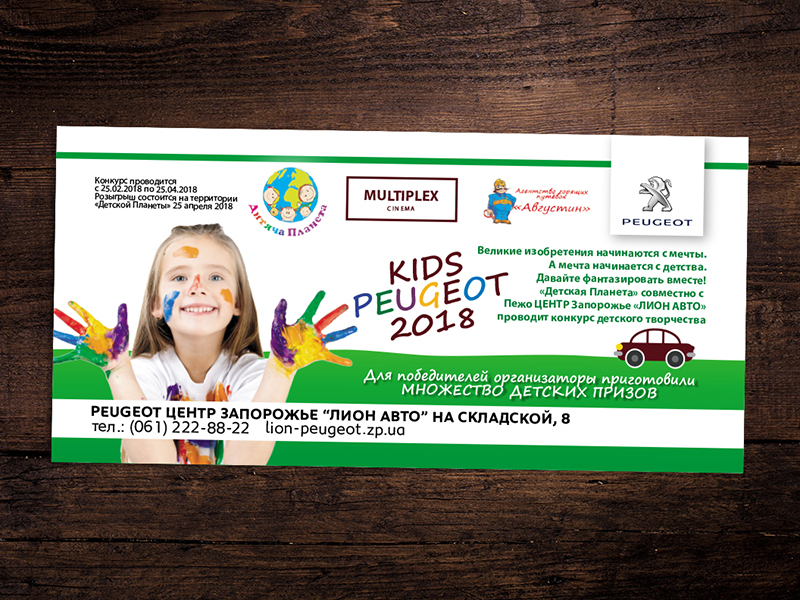 Конкурс проводится
с 25.02.2018 по 25.04.2018
Розыгрыш состоится на территории
«Детской Планеты» 25 апреля 2018
Дитяча Планета
MULTIPLEX
CINEMA
Агентство горящих
путевок
«Августин»
PEUGEOT
KIDS
PEUGEOT
2018
Великие изобретения начинаются с мечты.
А мечта начинается с детства.
Давайте фантазировать вместе!
«Детская Планета» совместно с
Пежо ЦЕНТР Запорожье «ЛИОН АВТО»
проводит конкурс детского творчества
Для победителей организаторы приготовили
МНОЖЕСТВО ДЕТСКИХ ПРИЗОВ
PEUGEOT ЦЕНТР ЗАПОРОЖЬЕ “ЛИОН АВТО” НА СКЛАДСКОЙ, 8
тел.: (061) 222-88-22 lion-peugeot.zp.ua